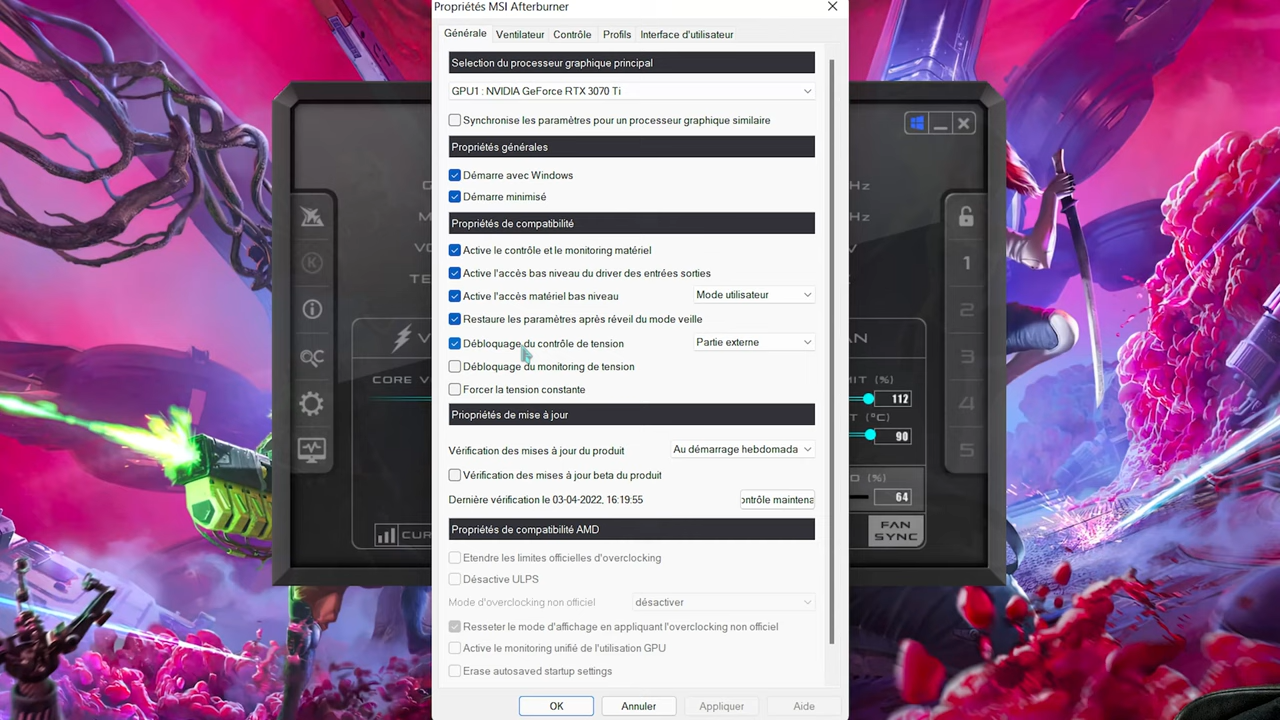 Propriétés MSI Afterburner
Générale Ventilateur Contrôle Profils Interface d'utilisateur
Selection du processeur graphique principal
GPU1 : NVIDIA GeForce RTX 3070 Ti
Synchronise les paramètres pour un processeur graphique similaire
Propriétés générales
Démarre avec Windows
Démarre minimisé
Propriétés de compatibilité
Active le contrôle et le monitoring matériel
Active l'accès bas niveau du driver des entrées sorties
Active l'accès matériel bas niveau Mode utilisateur
Restaure les paramètres après réveil du mode veille
Débloquage du contrôle de tension Partie externe
Débloquage du monitoring de tension
Forcer la tension constante
Priopriétés de mise à jour
Vérification des mises à jour du produit Au démarrage hebdomada
Vérification des mises à jour beta du produit
Dernière vérification le 03-04-2022, 16:19:55 ontrôle maintena
Propriétés de compatibilité AMD
Etendre les limites officielles d'overclocking
Désactive ULPS
Mode d'overclocking non officiel désactiver
Resseter le mode d'affichage en appliquant l'overclocking non officiel
Active le monitoring unifié de l'utilisation GPU
Erase autosaved startup settings
OK Annuler Appliquer Aide
K
CORE V
CUR
Hz
Hz
AN
MIT (%)
112
T (°C)
90
D (%)
64
FAN
SYNC
1
2
3
4
5